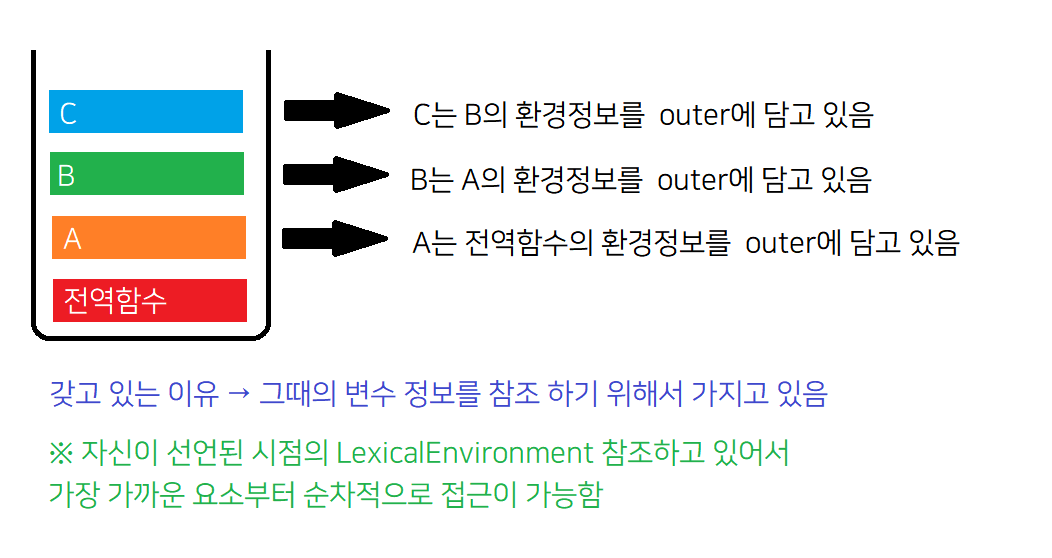 C
C는 B의 환경정보를 outer에 담고 있음
B
B는 A의 환경정보를 outer에 담고 있음
A
A는 전역함수의 환경정보를 outer에 담고 있음
전역함수
갖고 있는 이유 → 그때의 변수 정보를 참조 하기 위해서 가지고 있음
※ 자신이 선언된 시점의 LexicalEnvironment 참조하고 있어서
가장 가까운 요소부터 순차적으로 접근이 가능함